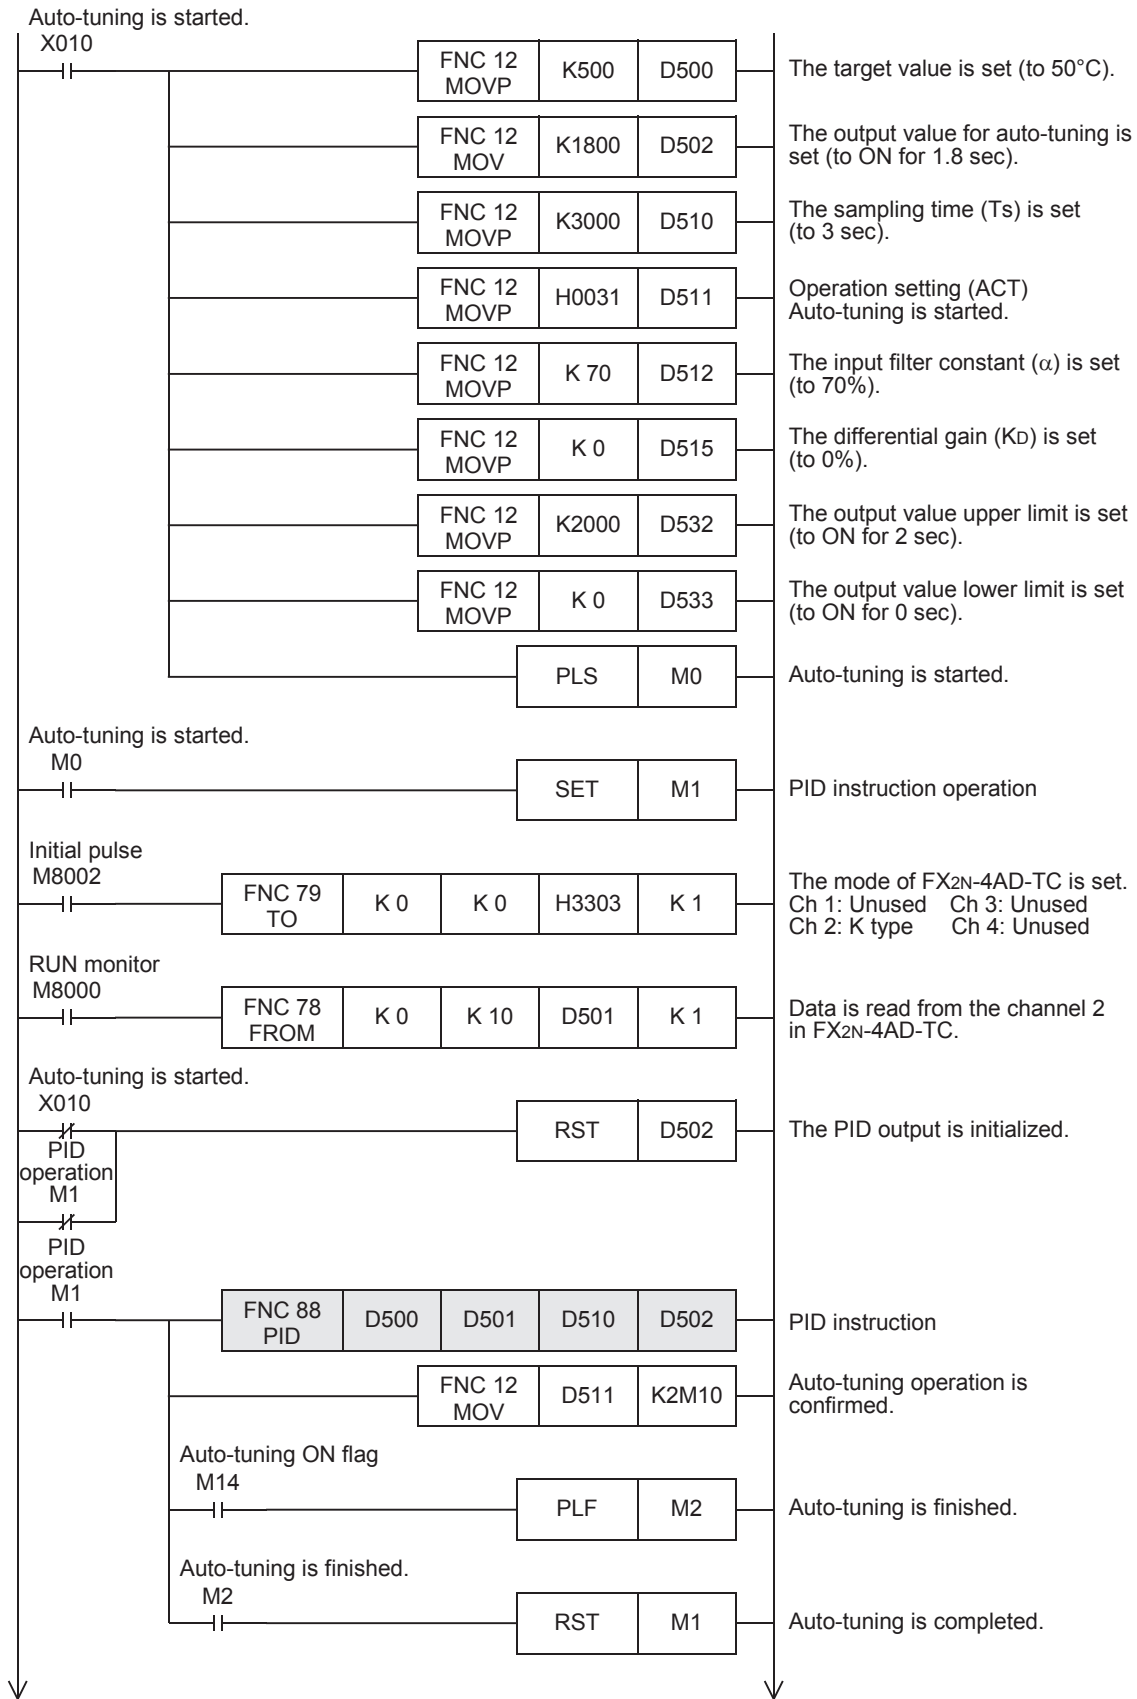 Auto-tuning is started.
X010
FNC 12 MOVP K500 D500 The target value is set (to 50°C).
FNC 12 MOV K1800 D502 The output value for auto-tuning is set (to ON for 1.8 sec).
FNC 12 MOVP K3000 D510 The sampling time (Ts) is set (to 3 sec).
FNC 12 MOVP H0031 D511 Operation setting (ACT) Auto-tuning is started.
FNC 12 MOVP K 70 D512 The input filter constant (α) is set (to 70%).
FNC 12 MOVP K 0 D515 The differential gain (KD) is set (to 0%).
FNC 12 MOVP K2000 D532 The output value upper limit is set (to ON for 2 sec).
FNC 12 MOVP K 0 D533 The output value lower limit is set (to ON for 0 sec).
PLS M0 Auto-tuning is started.
Auto-tuning is started.
M0
SET M1 PID instruction operation
Initial pulse
M8002
FNC 79 TO K 0 K 0 H3303 K 1 The mode of FX2N-4AD-TC is set.
Ch 1: Unused Ch 3: Unused
Ch 2: K type Ch 4: Unused
RUN monitor
M8000
FNC 78 FROM K 0 K 10 D501 K 1 Data is read from the channel 2 in FX2N-4AD-TC.
Auto-tuning is started.
X010
RST D502 The PID output is initialized.
PID
operation
M1
PID
operation
M1
FNC 88 PID D500 D501 D510 D502 PID instruction
FNC 12 MOV D511 K2M10 Auto-tuning operation is confirmed.
Auto-tuning ON flag
M14
PLF M2 Auto-tuning is finished.
Auto-tuning is finished.
M2
RST M1 Auto-tuning is completed.